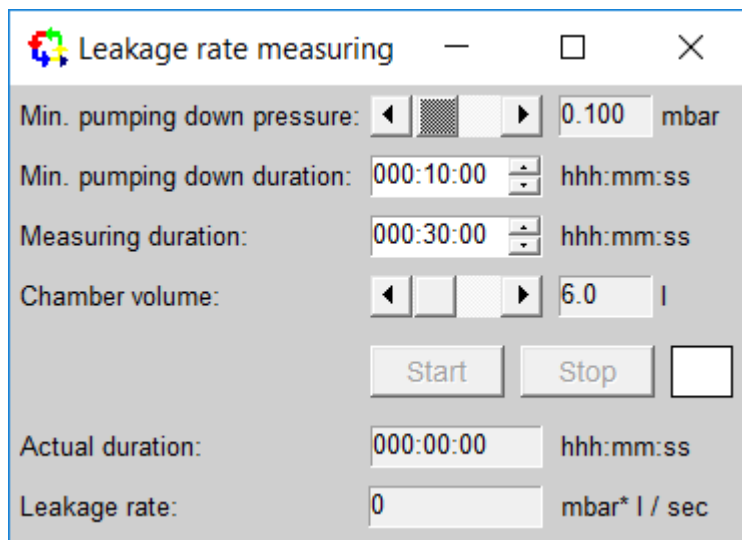 Leakage rate measuring
Min. pumping down pressure: 0.100 mbar
Min. pumping down duration: 000:10:00 hhh:mm:ss
Measuring duration: 000:30:00 hhh:mm:ss
Chamber volume: 6.0 l
Start Stop
Actual duration: 000:00:00 hhh:mm:ss
Leakage rate: 0 mbar* l / sec